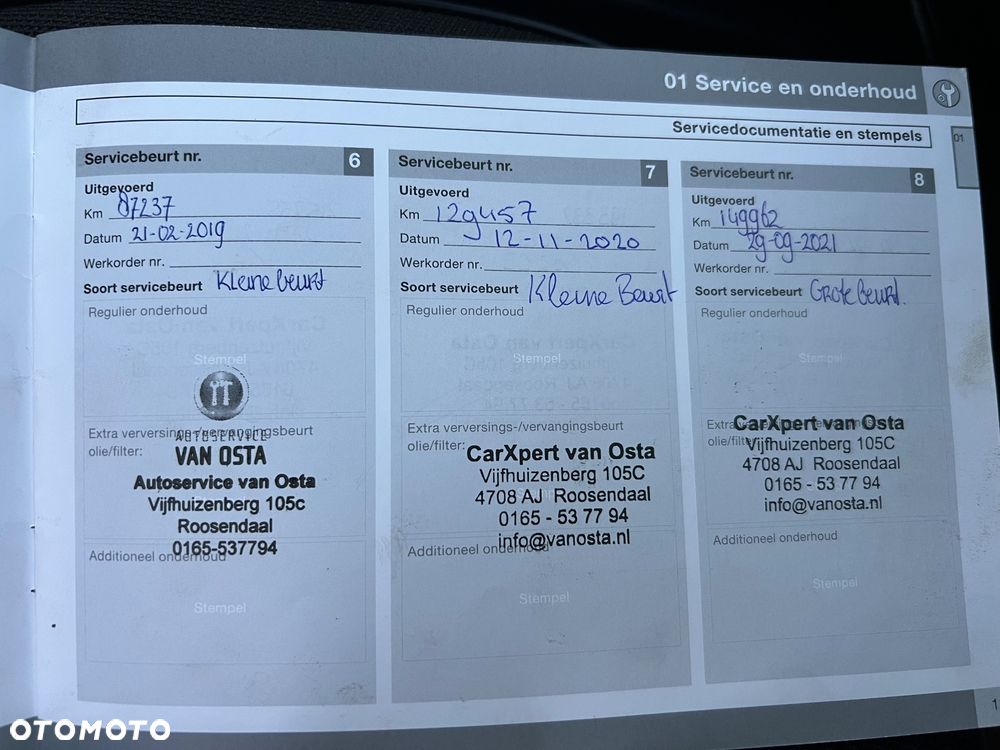 01 Service en onderhoud
Servicedocumentatie en stempels
01
Servicebeurt nr. 6
Uitgevoerd
Km 87237
Datum 21-02-2019
Werkorder nr.
Soort servicebeurt Kleine beurt
Regulier onderhoud
Stempel
AUTOSERVICE
Extra verversings-/vervangingsbeurt
olie/filter:
VAN OSTA
Autoservice van Osta
Vijfhuizenberg 105c
Roosendaal
0165-537794
Additioneel onderhoud
Stempel
Servicebeurt nr. 7
Uitgevoerd
Km 129457
Datum 12-11-2020
Werkorder nr.
Soort servicebeurt Kleine Beurt
Regulier onderhoud
Stempel
Extra verversings-/vervangingsbeurt
olie/filter:
CarXpert van Osta
Vijfhuizenberg 105C
4708 AJ Roosendaal
0165 - 53 77 94
info@vanosta.nl
Additioneel onderhoud
Stempel
Servicebeurt nr. 8
Uitgevoerd
Km 149962
Datum 29-09-2021
Werkorder nr.
Soort servicebeurt Grote Beurt.
Regulier onderhoud
Stempel
Extra verversings-/vervangingsbeurt
olie/filter:
CarXpert van Osta
Vijfhuizenberg 105C
4708 AJ Roosendaal
0165 - 53 77 94
info@vanosta.nl
Additioneel onderhoud
Stempel
OTOMOTO